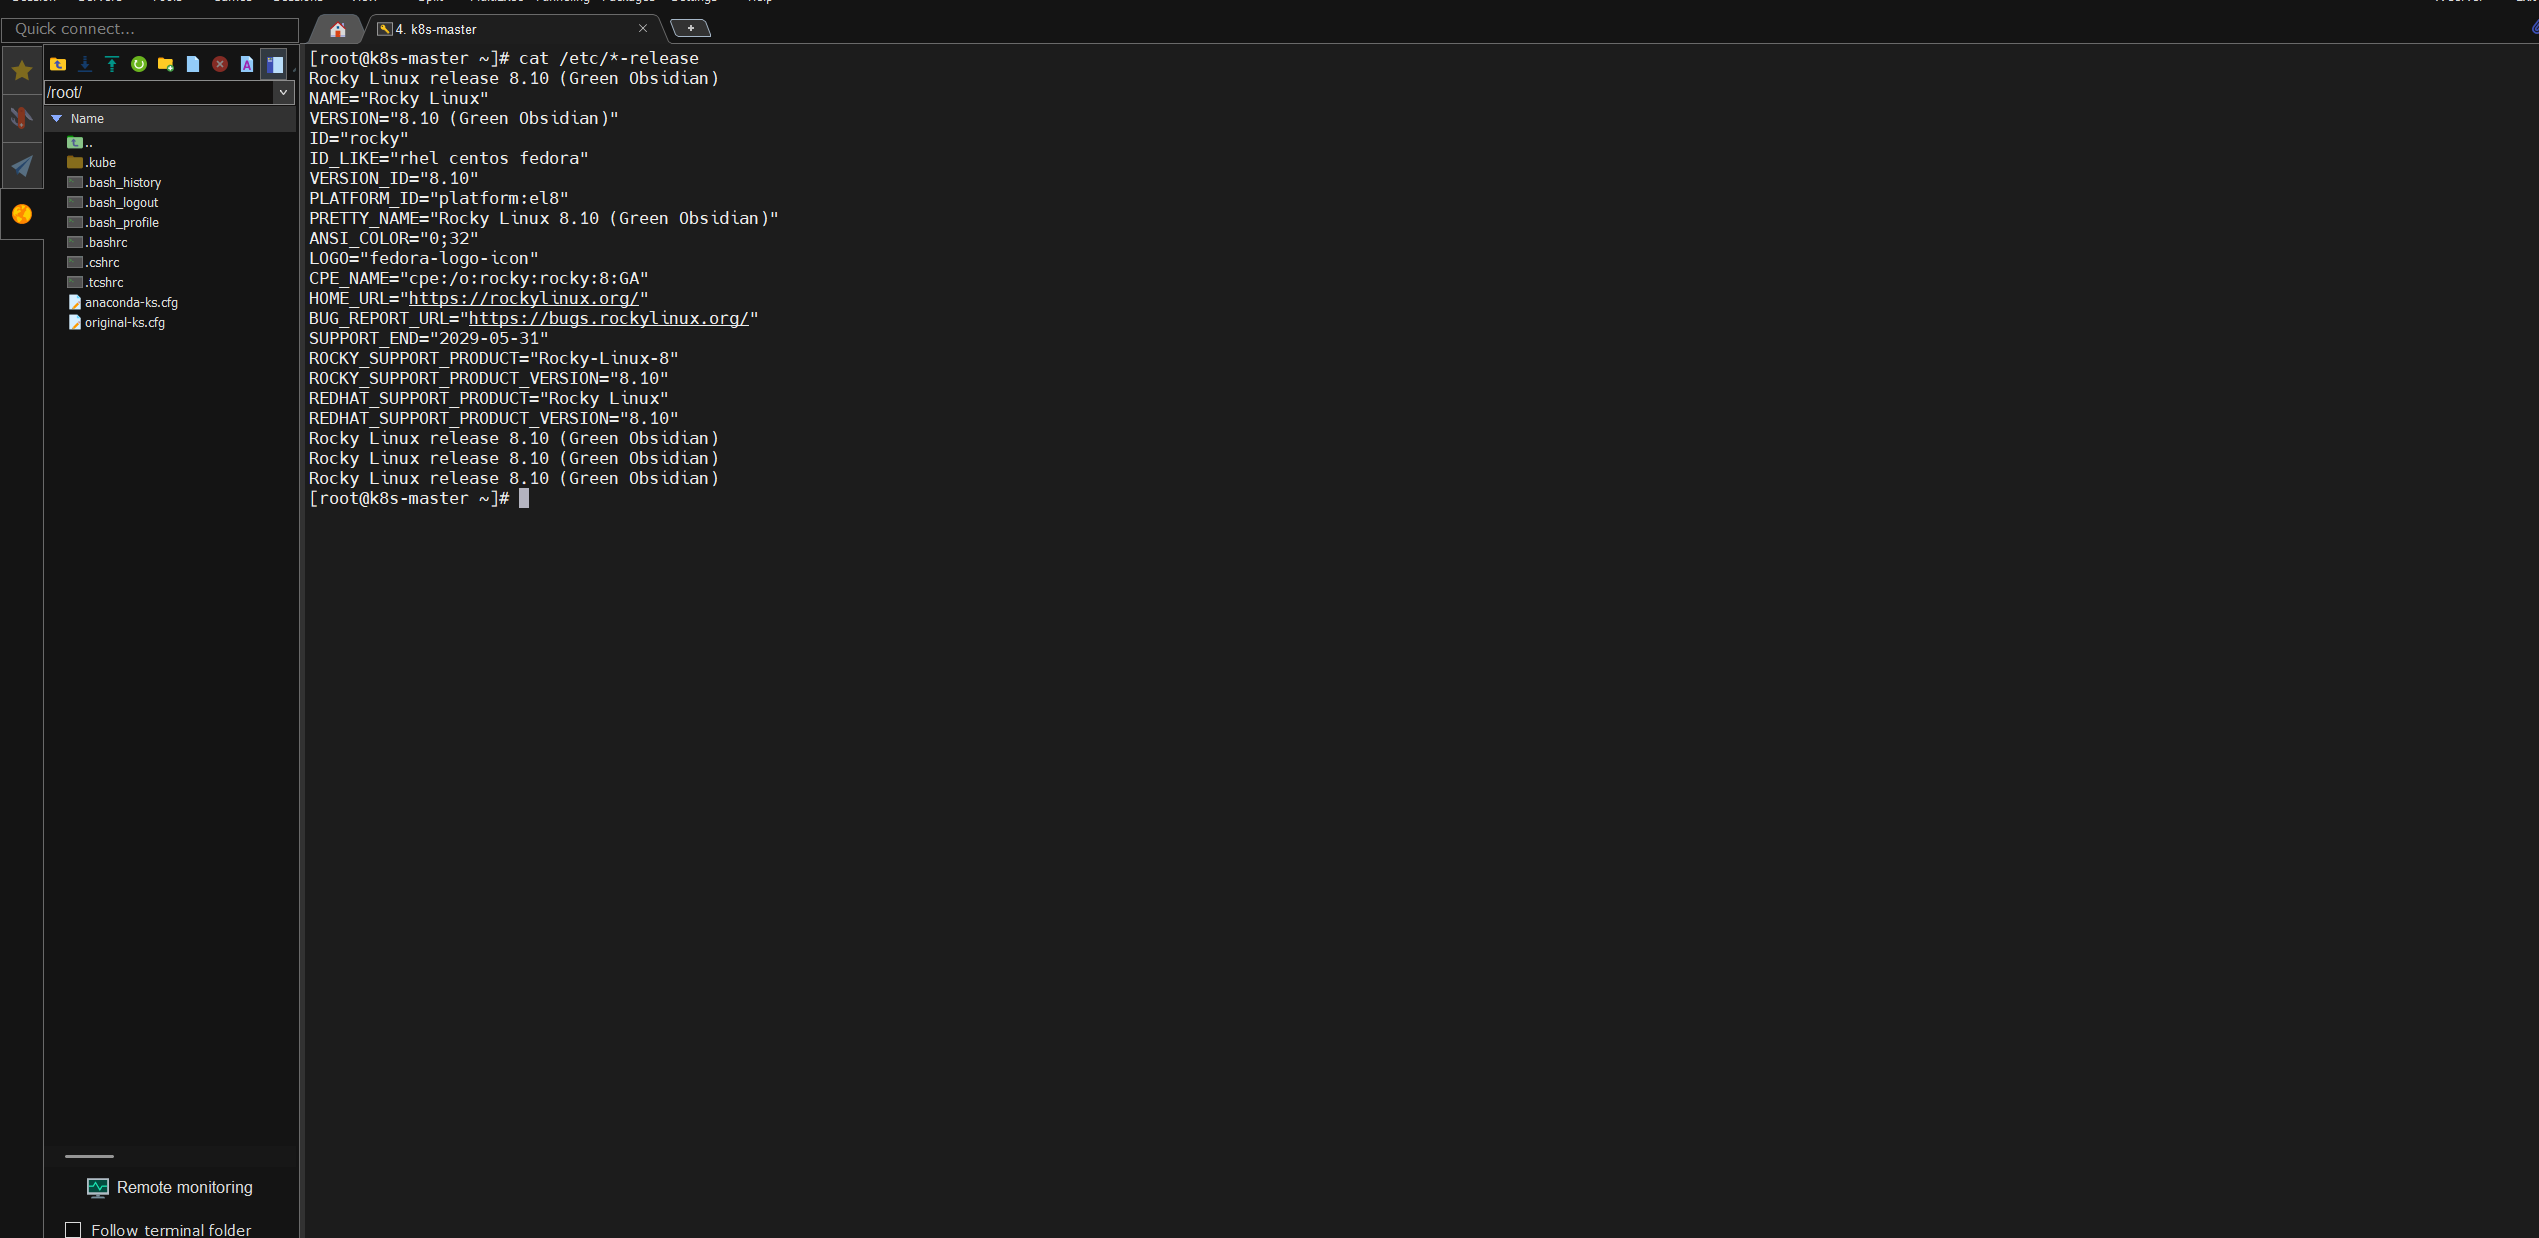 Quick connect...
4. k8s-master
/root/
Name
..
.kube
.bash_history
.bash_logout
.bash_profile
.bashrc
.cshrc
.tcshrc
anaconda-ks.cfg
original-ks.cfg
Remote monitoring
Follow terminal folder
[root@k8s-master ~]# cat /etc/*-release
Rocky Linux release 8.10 (Green Obsidian)
NAME="Rocky Linux"
VERSION="8.10 (Green Obsidian)"
ID="rocky"
ID_LIKE="rhel centos fedora"
VERSION_ID="8.10"
PLATFORM_ID="platform:el8"
PRETTY_NAME="Rocky Linux 8.10 (Green Obsidian)"
ANSI_COLOR="0;32"
LOGO="fedora-logo-icon"
CPE_NAME="cpe:/o:rocky:rocky:8:GA"
HOME_URL="https://rockylinux.org/"
BUG_REPORT_URL="https://bugs.rockylinux.org/"
SUPPORT_END="2029-05-31"
ROCKY_SUPPORT_PRODUCT="Rocky-Linux-8"
ROCKY_SUPPORT_PRODUCT_VERSION="8.10"
REDHAT_SUPPORT_PRODUCT="Rocky Linux"
REDHAT_SUPPORT_PRODUCT_VERSION="8.10"
Rocky Linux release 8.10 (Green Obsidian)
Rocky Linux release 8.10 (Green Obsidian)
Rocky Linux release 8.10 (Green Obsidian)
[root@k8s-master ~]#